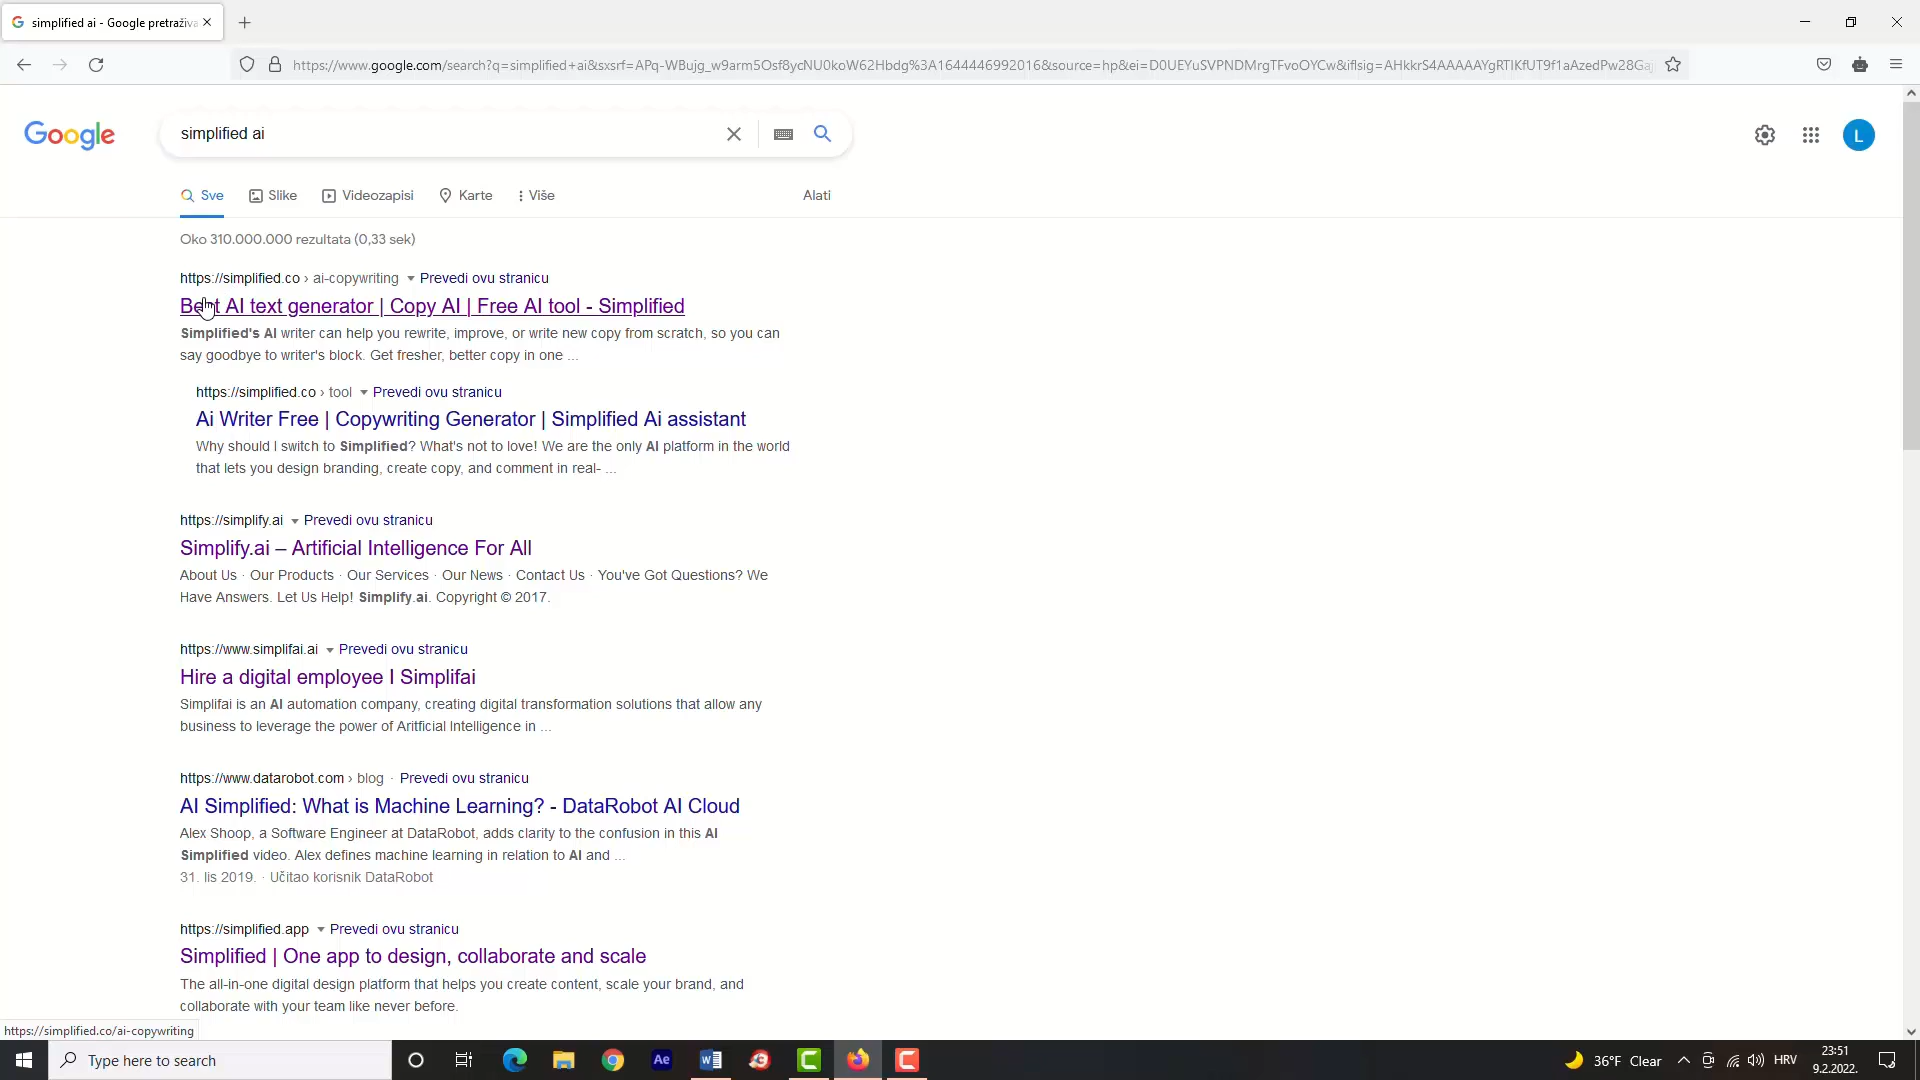 simplified ai - Google pretraživa
https://www.google.com/search?q=simplified+ai&sxsrf=APq-WBujg_w9arm5Osf8ycNU0koW62Hbdg%3A1644446992016&source=hp&ei=D0UEYuSVPNDMrgTFvoOYCw&iflsig=AHkkrS4AAAAAYgRTIKfUT9f1aAzedPw28Gaj
Google
simplified ai
L
Sve
Slike
Videozapisi
Karte
Više
Alati
Oko 310.000.000 rezultata (0,33 sek)
https://simplified.co › ai-copywriting Prevedi ovu stranicu
Best AI text generator | Copy AI | Free AI tool - Simplified
Simplified's AI writer can help you rewrite, improve, or write new copy from scratch, so you can
say goodbye to writer's block. Get fresher, better copy in one ...
https://simplified.co › tool Prevedi ovu stranicu
Ai Writer Free | Copywriting Generator | Simplified Ai assistant
Why should I switch to Simplified? What's not to love! We are the only AI platform in the world
that lets you design branding, create copy, and comment in real- ...
https://simplify.ai Prevedi ovu stranicu
Simplify.ai – Artificial Intelligence For All
About Us · Our Products · Our Services · Our News · Contact Us · You've Got Questions? We
Have Answers. Let Us Help! Simplify.ai. Copyright © 2017.
https://www.simplifai.ai Prevedi ovu stranicu
Hire a digital employee I Simplifai
Simplifai is an AI automation company, creating digital transformation solutions that allow any
business to leverage the power of Aritficial Intelligence in ...
https://www.datarobot.com › blog · Prevedi ovu stranicu
AI Simplified: What is Machine Learning? - DataRobot AI Cloud
Alex Shoop, a Software Engineer at DataRobot, adds clarity to the confusion in this AI
Simplified video. Alex defines machine learning in relation to AI and ...
31. lis 2019. · Učitao korisnik DataRobot
https://simplified.app Prevedi ovu stranicu
Simplified | One app to design, collaborate and scale
The all-in-one digital design platform that helps you create content, scale your brand, and
collaborate with your team like never before.
https://simplified.co/ai-copywriting
Type here to search
Ae
36°F Clear
HRV
23:51
9.2.2022.